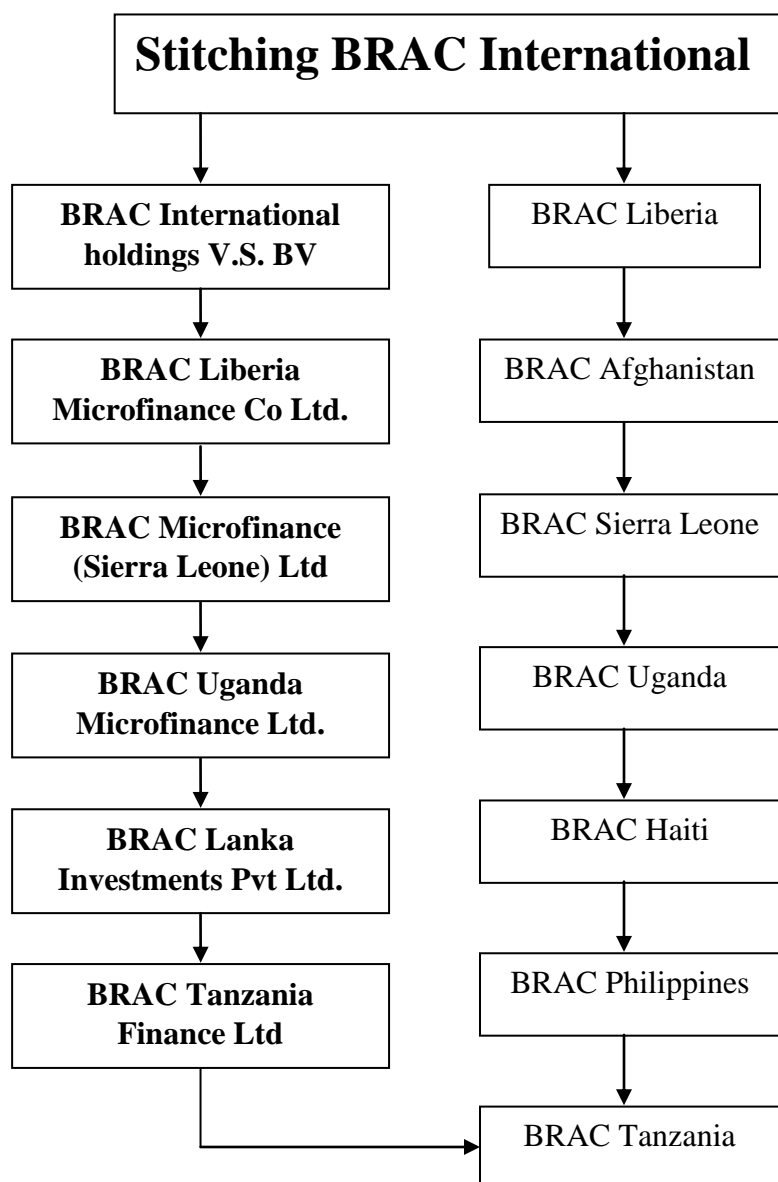 Stitching BRAC International
BRAC International
holdings V.S. BV
BRAC Liberia
Microfinance Co Ltd.
BRAC Microfinance
(Sierra Leone) Ltd
BRAC Uganda
Microfinance Ltd.
BRAC Lanka
Investments Pvt Ltd.
BRAC Tanzania
Finance Ltd
BRAC Liberia
BRAC Afghanistan
BRAC Sierra Leone
BRAC Uganda
BRAC Haiti
BRAC Philippines
BRAC Tanzania